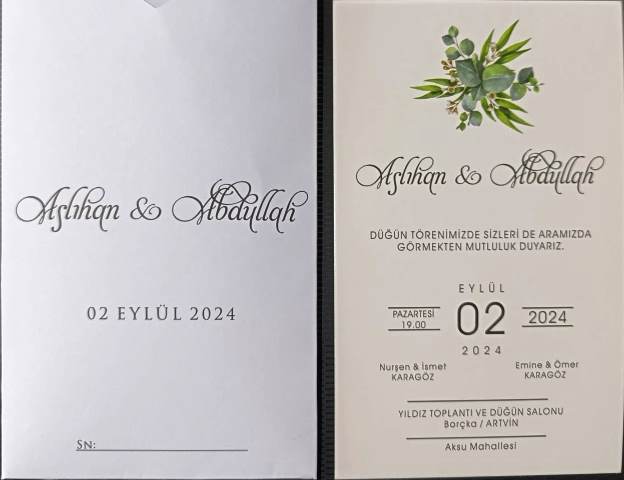 Aşlıhan & Abdullah
02 EYLÜL 2024
SN:
Aşlıhan & Abdullah
DÜĞÜN TÖRENİMİZDE SİZLERİ DE ARAMIZDA
GÖRMEKTEN MUTLULUK DUYARIZ.
EYLÜL
PAZARTESİ
19.00
02
2024
2024
Nurşen & İsmet
KARAGÖZ
Emine & Ömer
KARAGÖZ
YILDIZ TOPLANTI VE DÜĞÜN SALONU
Borçka / ARTVİN
Aksu Mahallesi